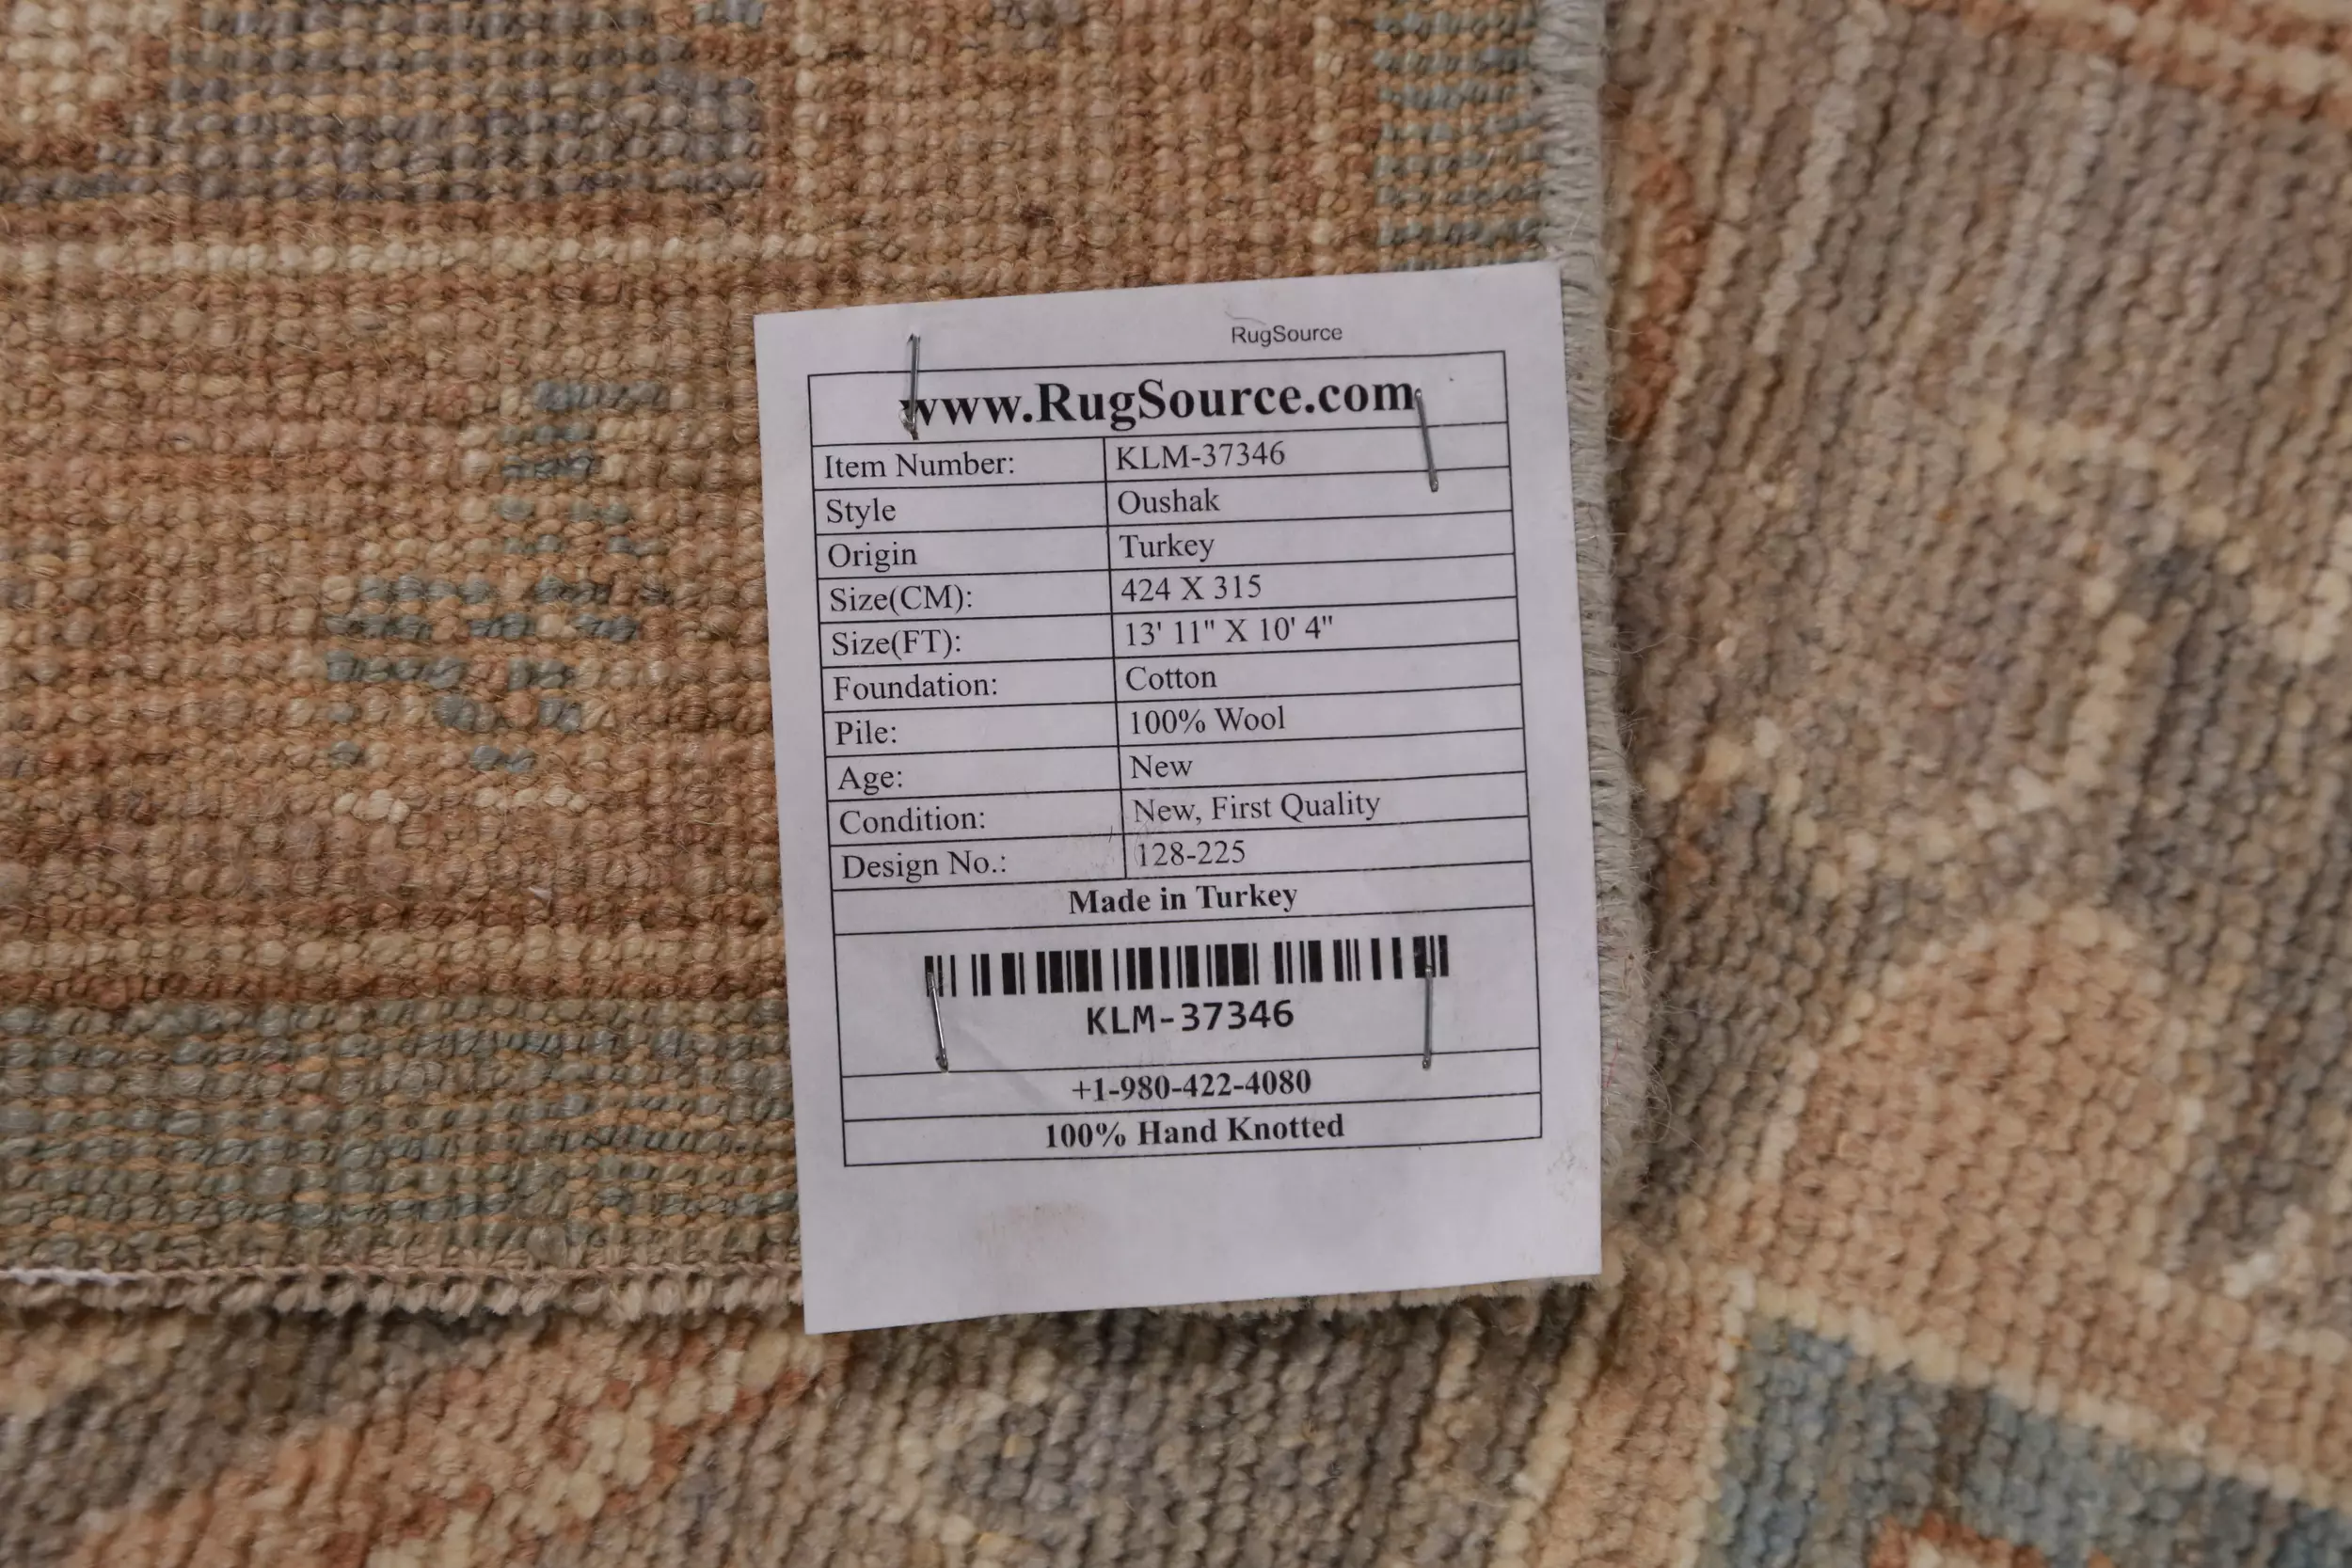 RugSource
www.RugSource.com
Item Number: KLM-37346
Style Oushak
Origin Turkey
Size(CM): 424 X 315
Size(FT): 13' 11" X 10' 4"
Foundation: Cotton
Pile: 100% Wool
Age: New
Condition: New, First Quality
Design No.: 128-225
Made in Turkey
KLM-37346
+1-980-422-4080
100% Hand Knotted